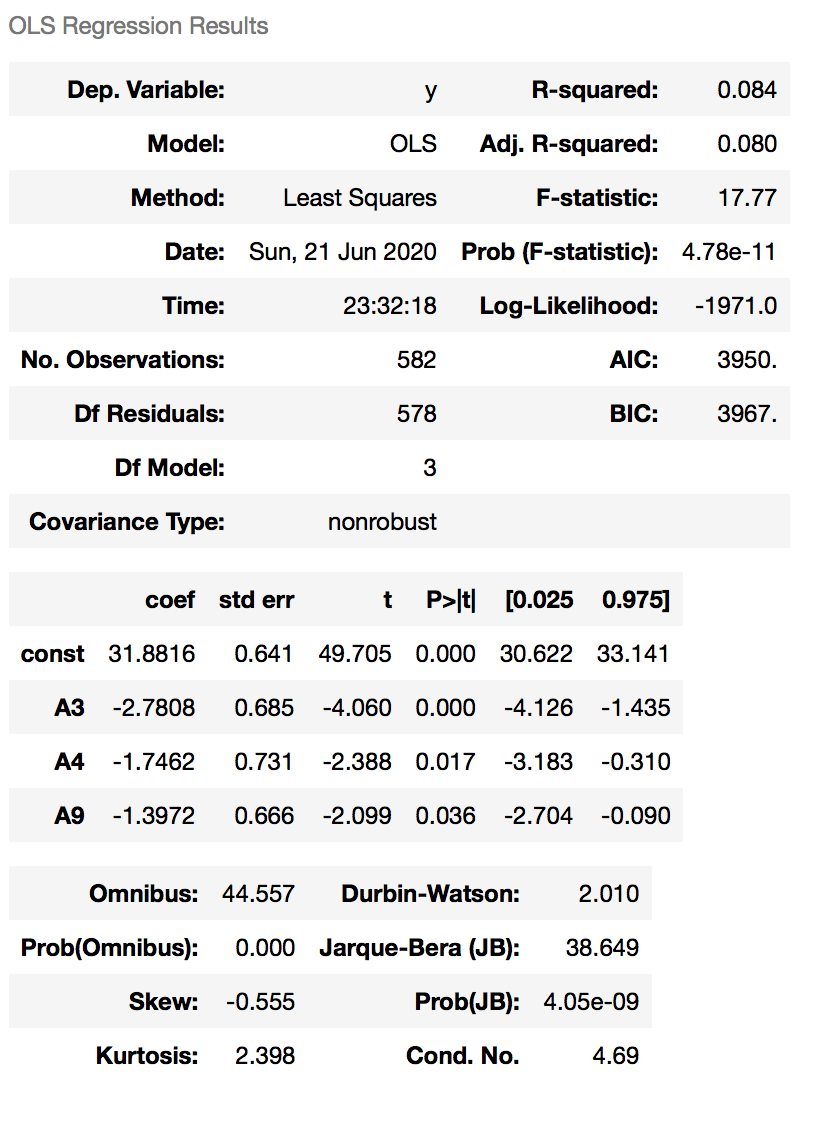 OLS Regression Results
Dep. Variable: y R-squared: 0.084
Model: OLS Adj. R-squared: 0.080
Method: Least Squares F-statistic: 17.77
Date: Sun, 21 Jun 2020 Prob (F-statistic): 4.78e-11
Time: 23:32:18 Log-Likelihood: -1971.0
No. Observations: 582 AIC: 3950.
Df Residuals: 578 BIC: 3967.
Df Model: 3
Covariance Type: nonrobust
coef std err t P>|t| [0.025 0.975]
const 31.8816 0.641 49.705 0.000 30.622 33.141
A3 -2.7808 0.685 -4.060 0.000 -4.126 -1.435
A4 -1.7462 0.731 -2.388 0.017 -3.183 -0.310
A9 -1.3972 0.666 -2.099 0.036 -2.704 -0.090
Omnibus: 44.557 Durbin-Watson: 2.010
Prob(Omnibus): 0.000 Jarque-Bera (JB): 38.649
Skew: -0.555 Prob(JB): 4.05e-09
Kurtosis: 2.398 Cond. No. 4.69